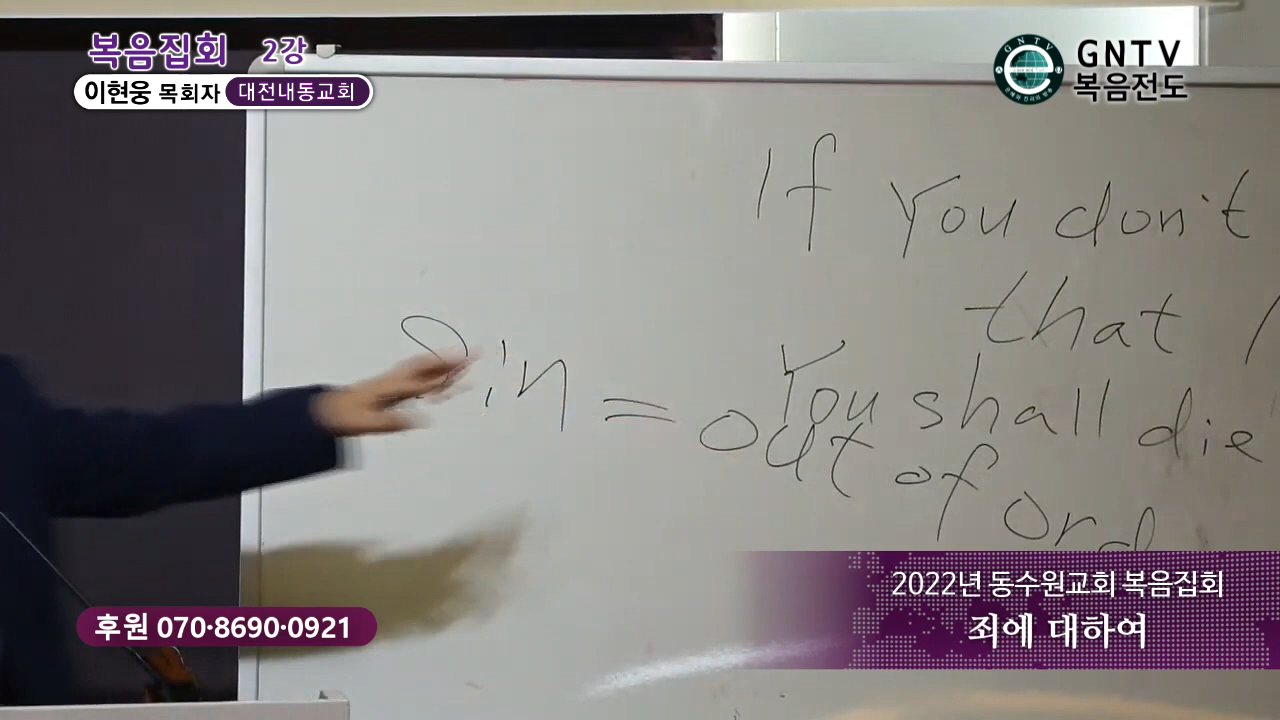 복음집회 2강
이현웅 목회자 대전내동교회
GNTV
복음전도
If You don't
that
Sin = You shall die
out of
ord
2022년 동수원교회 복음집회
죄에 대하여
후원 070·8690·0921